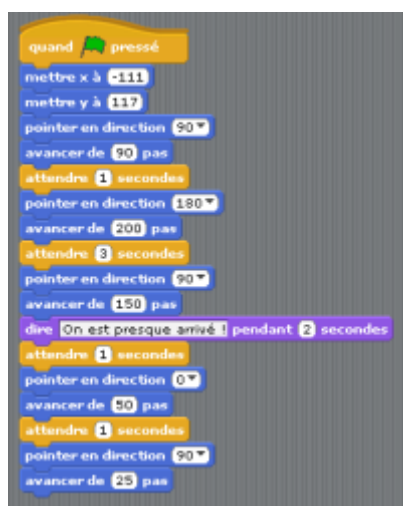 quand pressé
mettre x à -111
mettre y à 117
pointer en direction 90
avancer de 90 pas
attendre 1 secondes
pointer en direction 180
avancer de 200 pas
attendre 3 secondes
pointer en direction 90
avancer de 150 pas
dire On est presque arrivé ! pendant 2 secondes
attendre 1 secondes
pointer en direction 0
avancer de 50 pas
attendre 1 secondes
pointer en direction 90
avancer de 25 pas